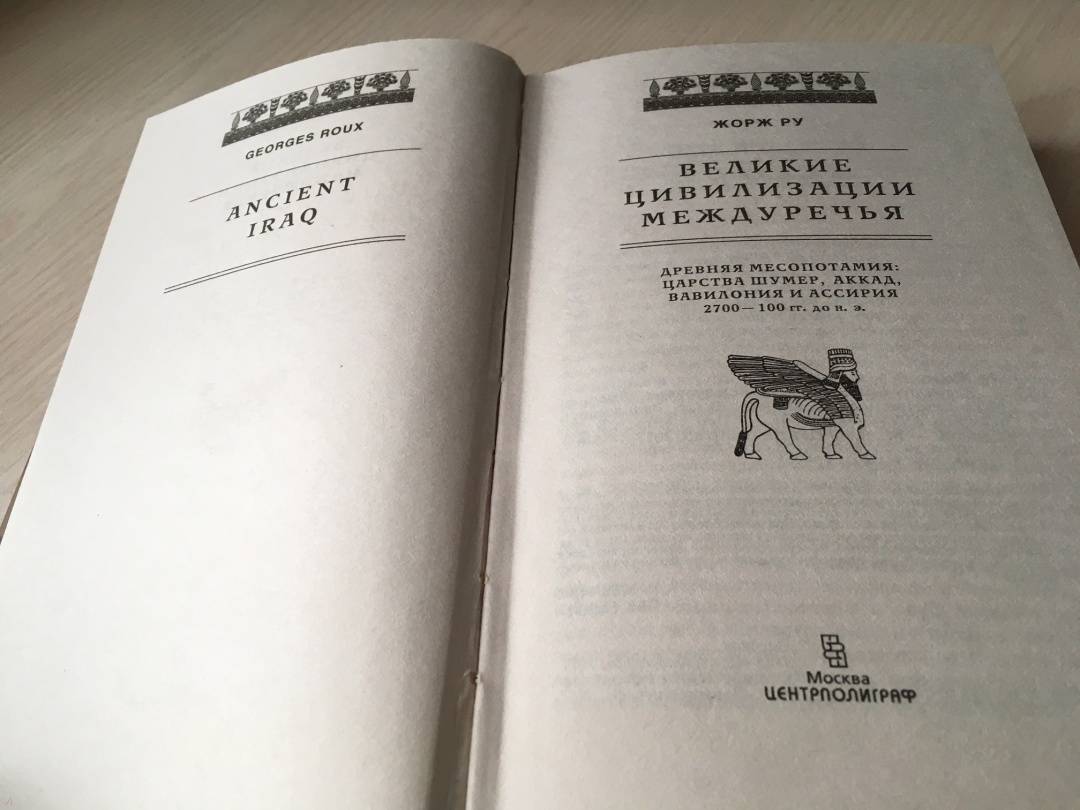 GEORGES ROUX
ANCIENT
IRAQ
ЖОРЖ РУ
ВЕЛИКИЕ
ЦИВИЛИЗАЦИИ
МЕЖДУРЕЧЬЯ
ДРЕВНЯЯ МЕСОПОТАМИЯ:
ЦАРСТВА ШУМЕР, АККАД,
ВАВИЛОНИЯ И АССИРИЯ
2700— 100 гг. до н. э.
Москва
ЦЕНТРПОЛИГРАФ